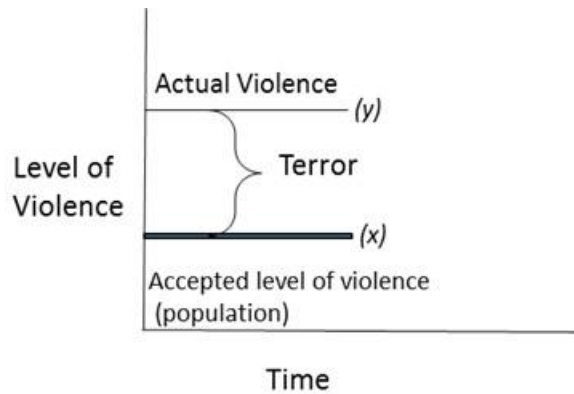 Actual Violence
(y)
Level of
Violence
Terror
(x)
Accepted level of violence
(population)
Time